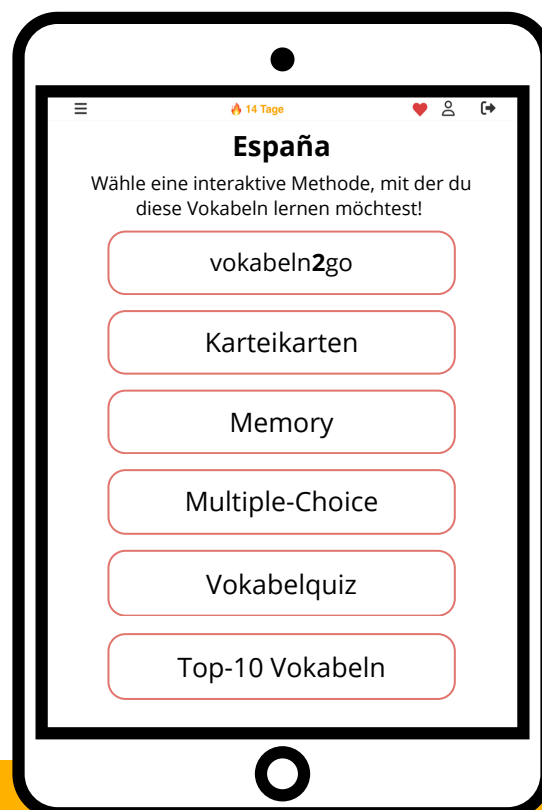 14 Tage
España
Wähle eine interaktive Methode, mit der du
diese Vokabeln lernen möchtest!
vokabeln2go
Karteikarten
Memory
Multiple-Choice
Vokabelquiz
Top-10 Vokabeln